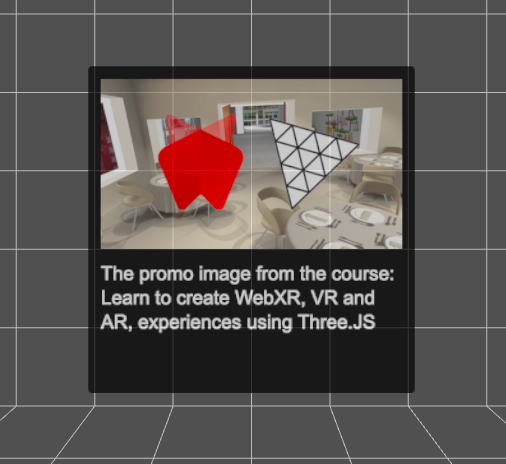 The promo image from the course:
Learn to create WebXR, VR and
AR, experiences using Three.JS